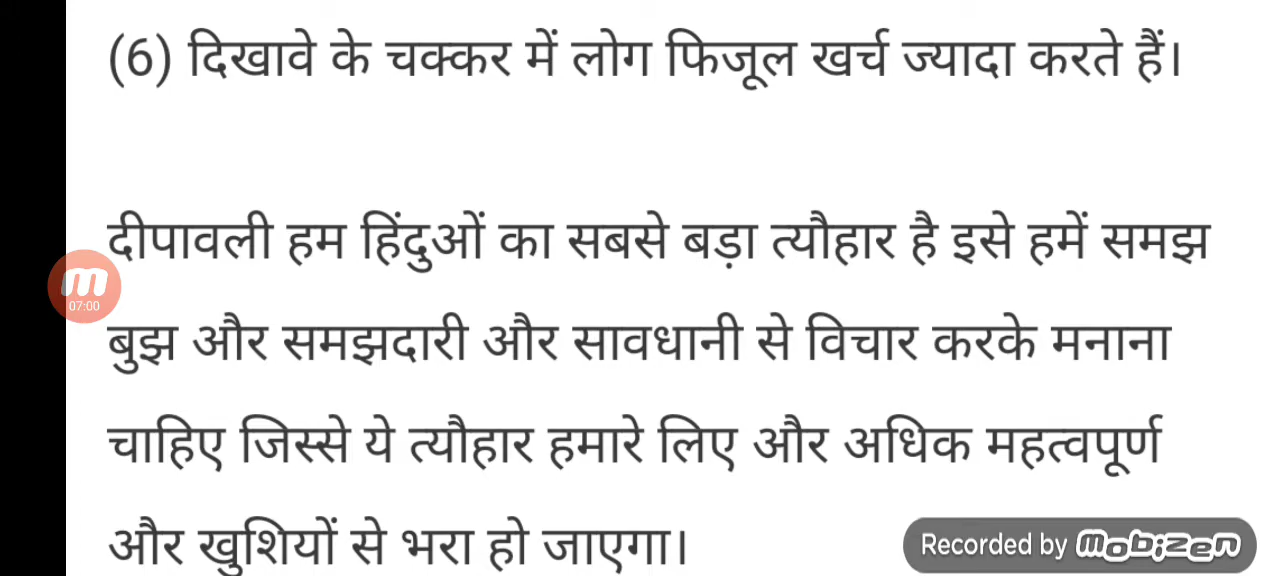 (6) दिखावे के चक्कर में लोग फिजूल खर्च ज्यादा करते हैं।
दीपावली हम हिंदुओं का सबसे बड़ा त्यौहार है इसे हमें समझ
बुझ और समझदारी और सावधानी से विचार करके मनाना
चाहिए जिस्से ये त्यौहार हमारे लिए और अधिक महत्वपूर्ण
और खुशियों से भरा हो जाएगा।
m
07:00
Recorded by mobizen